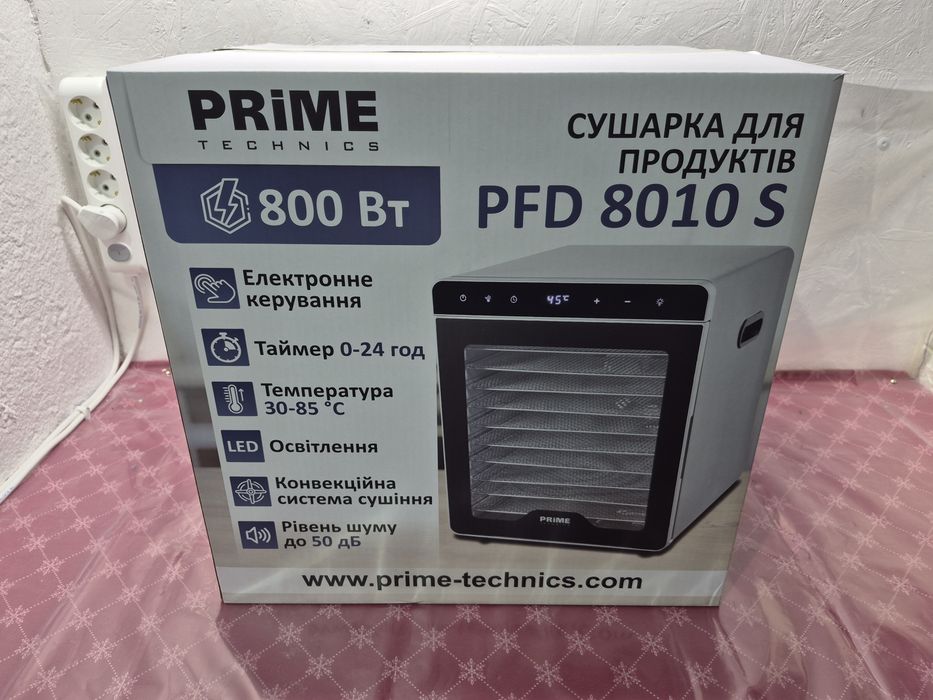 PRiME
TECHNICS
800 Вт
СУШАРКА ДЛЯ
ПРОДУКТІВ
PFD 8010 S
Електронне
керування
Таймер 0-24 год
Температура
30-85 °C
LED Освітлення
Конвекційна
система сушіння
Рівень шуму
до 50 дБ
45°C
PRiME
www.prime-technics.com